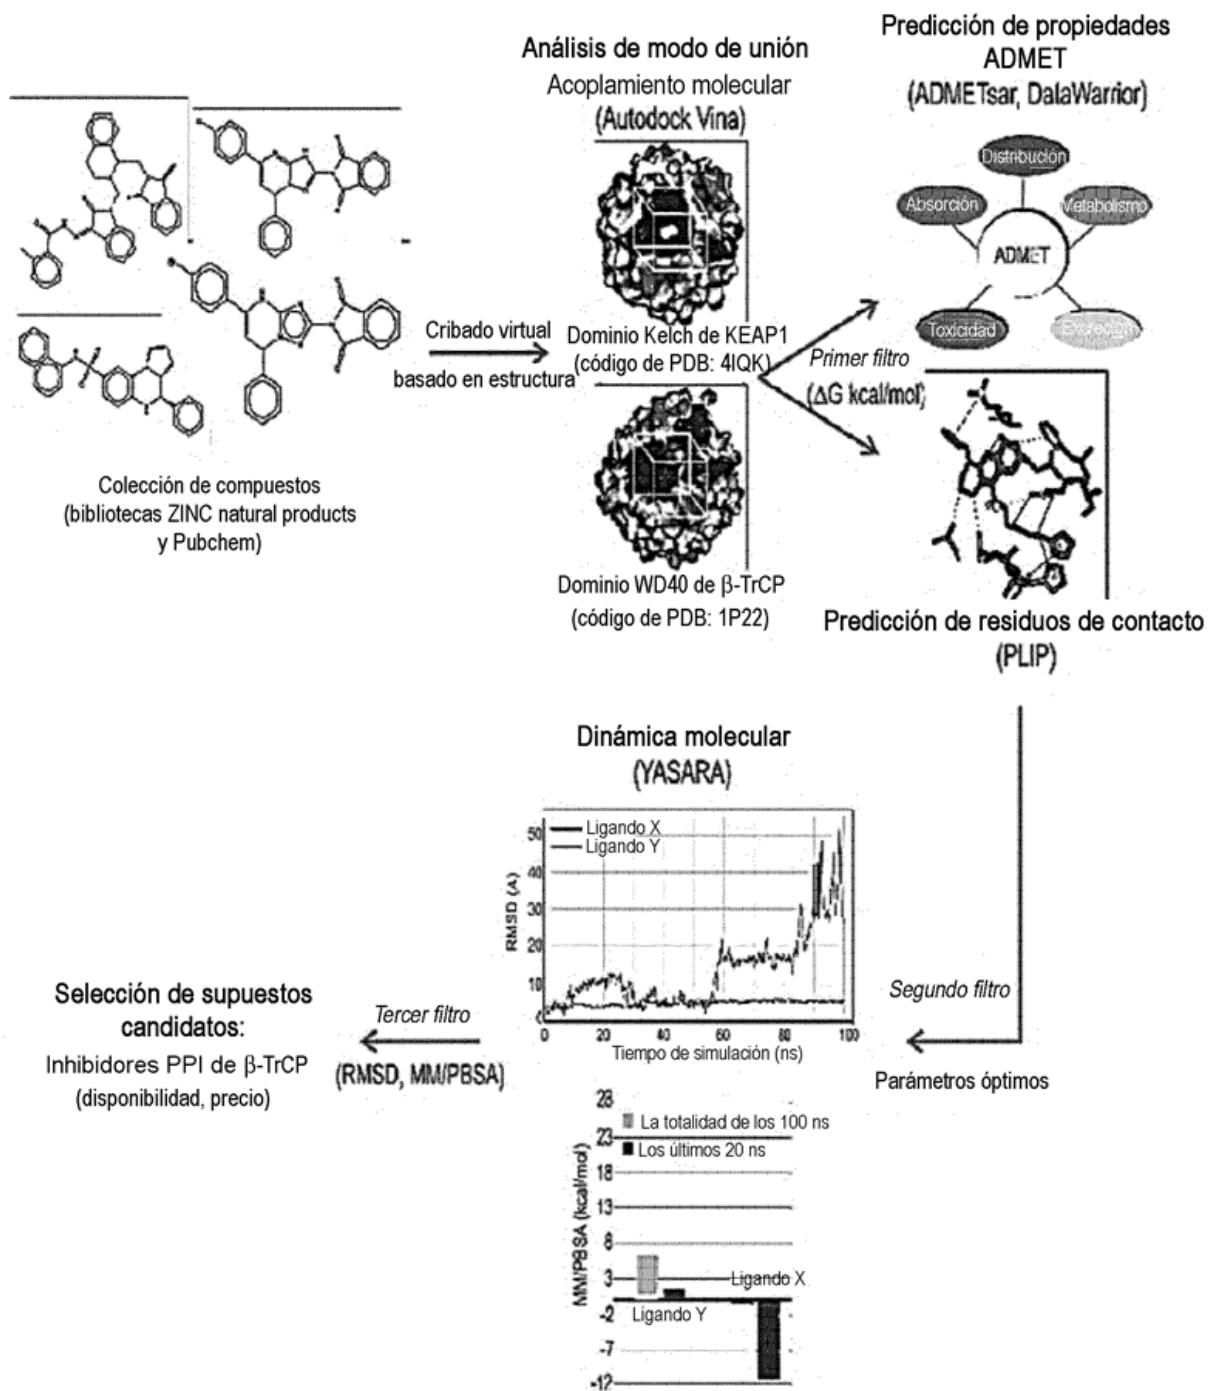 Análisis de modo de unión
Acoplamiento molecular
(Autodock Vina)
Predicción de propiedades
ADMET
(ADMETsar, DataWarrior)
Distribución
Absorción
Metabolismo
ADMET
Toxicidad
Excreción
Cribado virtual
basado en estructura
Dominio Kelch de KEAP1
(código de PDB: 4IQK)
Primer filtro
(ΔG kcal/mol)
Colección de compuestos
(bibliotecas ZINC natural products
y Pubchem)
Dominio WD40 de β-TrCP
(código de PDB: 1P22)
Predicción de residuos de contacto
(PLIP)
Dinámica molecular
(YASARA)
Ligando X
Ligando Y
RMSD (A)
50
40
30
20
10
0
0 20 40 60 80 100
Tiempo de simulación (ns)
Segundo filtro
Parámetros óptimos
Tercer filtro
(RMSD, MM/PBSA)
Selección de supuestos
candidatos:
Inhibidores PPI de β-TrCP
(disponibilidad, precio)
MM/PBSA (kcal/mol)
28
La totalidad de los 100 ns
23
Los últimos 20 ns
18
13
8
3
Ligando X
-2
Ligando Y
-7
-12